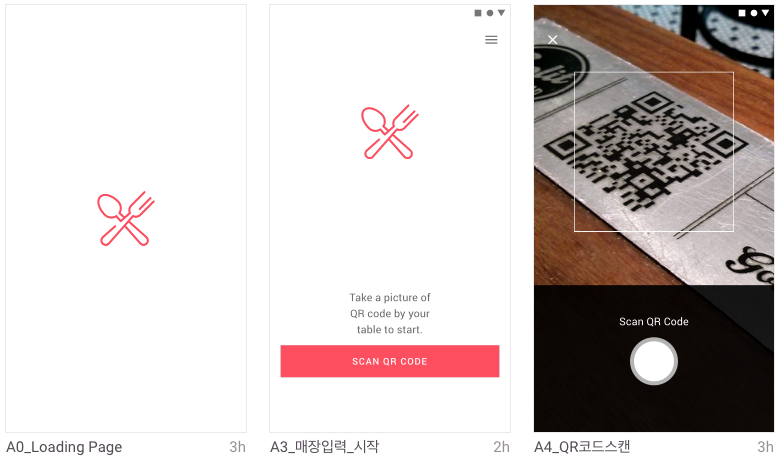 Take a picture of
QR code by your
table to start.
SCAN QR CODE
Scan QR Code
A0_Loading Page 3h
A3_매장입력_시작 2h
A4_QR코드스캔 3h